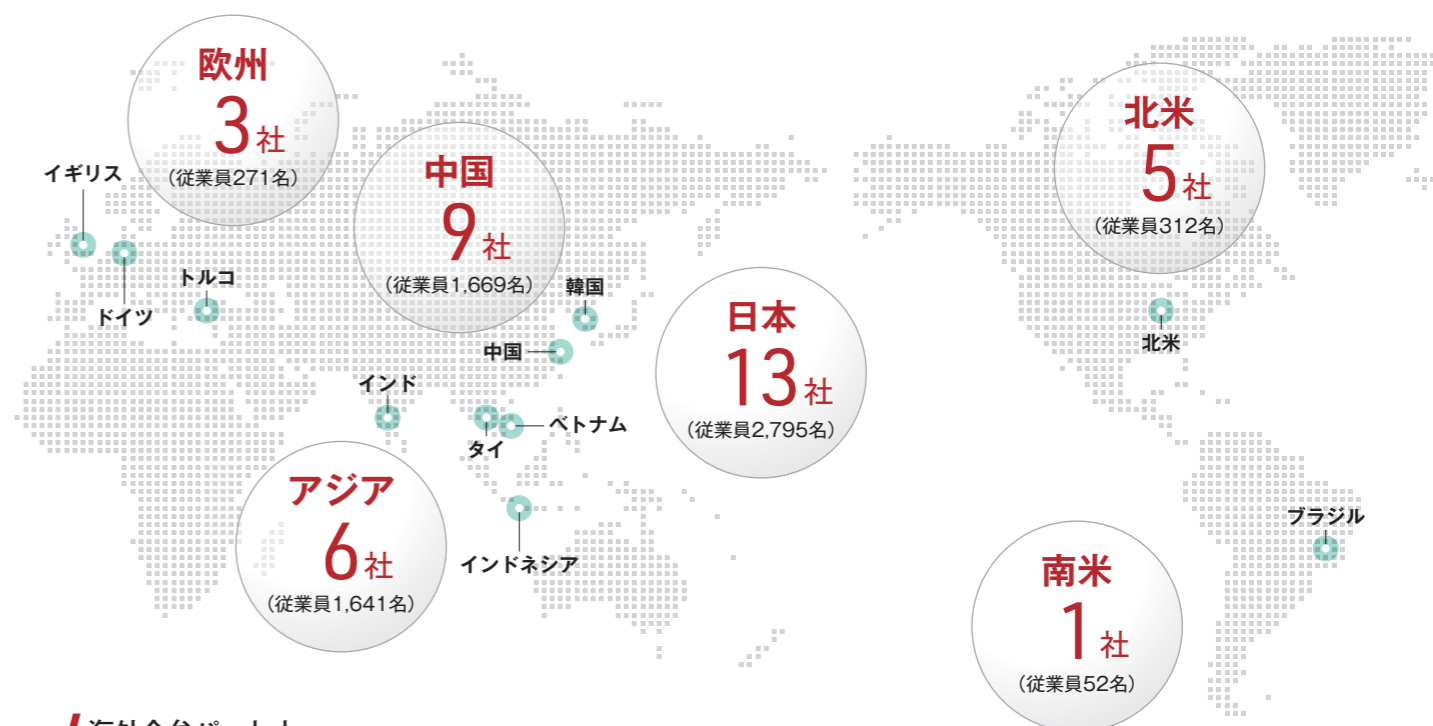 欧州
3社
（従業員271名）
イギリス
ドイツ
トルコ
中国
9社
（従業員1,669名）
韓国
中国
日本
13社
（従業員2,795名）
インド
タイ
ベトナム
インドネシア
アジア
6社
（従業員1,641名）
北米
5社
（従業員312名）
北米
ブラジル
南米
1社
（従業員52名）